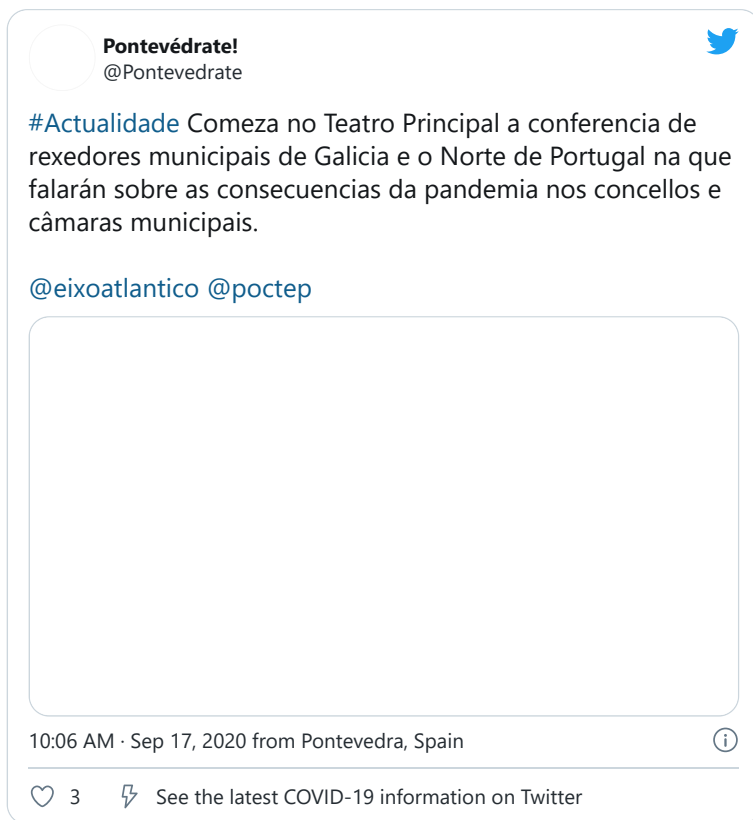 Pontevédrate!
@Pontevedrate
#Actualidade Comeza no Teatro Principal a conferencia de
rexedores municipais de Galicia e o Norte de Portugal na que
falarán sobre as consecuencias da pandemia nos concellos e
câmaras municipais.
@eixoatlantico @poctep
10:06 AM · Sep 17, 2020 from Pontevedra, Spain
3 See the latest COVID-19 information on Twitter